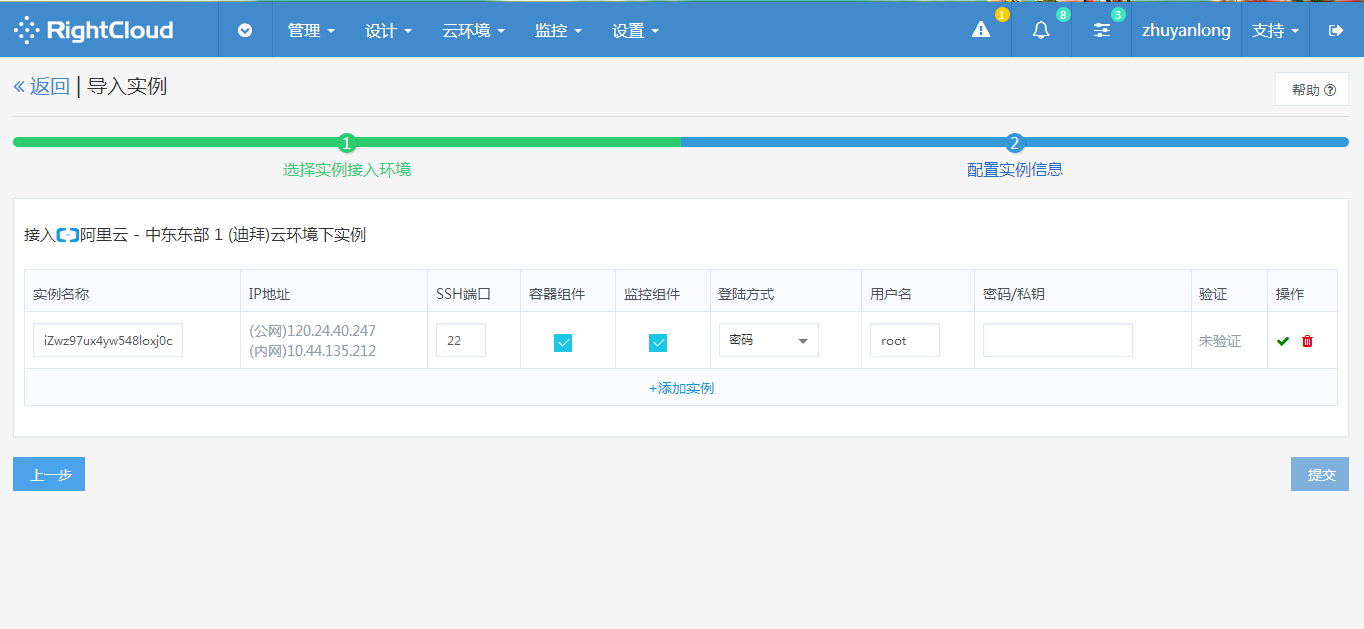 RightCloud 管理 设计 云环境 监控 设置 1 8 3 zhuyanlong 支持
« 返回 | 导入实例 帮助
1 2
选择实例接入环境 配置实例信息
接入阿里云 - 中东东部 1 (迪拜)云环境下实例
实例名称 IP地址 SSH端口 容器组件 监控组件 登陆方式 用户名 密码/私钥 验证 操作
iZwz97ux4yw548loxj0c (公网)120.24.40.247 22 密码 root 未验证
(内网)10.44.135.212
+添加实例
上一步 提交